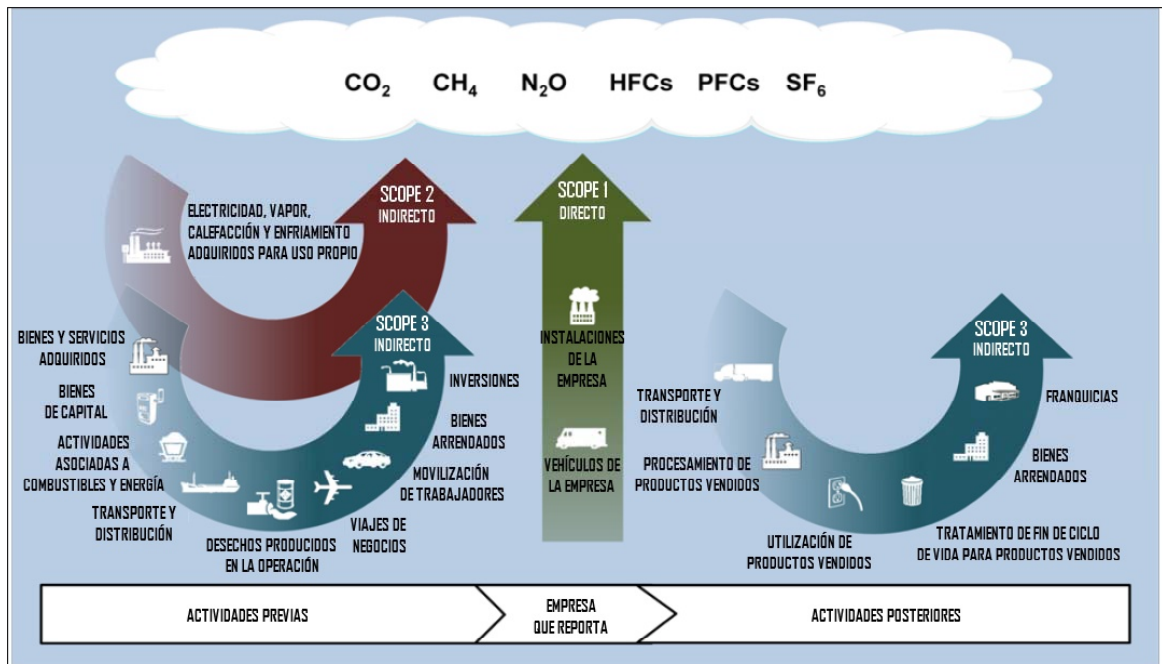 CO2 CH4 N2O HFCs PFCs SF6
SCOPE 2
INDIRECTO
ELECTRICIDAD, VAPOR,
CALEFACCIÓN Y ENFRIAMIENTO
ADQUIRIDOS PARA USO PROPIO
SCOPE 1
DIRECTO
INSTALACIONES
DE LA
EMPRESA
VEHÍCULOS DE
LA EMPRESA
SCOPE 3
INDIRECTO
BIENES Y SERVICIOS
ADQUIRIDOS
BIENES
DE CAPITAL
ACTIVIDADES
ASOCIADAS A
COMBUSTIBLES Y ENERGÍA
TRANSPORTE Y
DISTRIBUCIÓN
DESECHOS PRODUCIDOS
EN LA OPERACIÓN
VIAJES DE
NEGOCIOS
MOVILIZACIÓN
DE TRABAJADORES
BIENES
ARRENDADOS
INVERSIONES
SCOPE 3
INDIRECTO
TRANSPORTE Y
DISTRIBUCIÓN
PROCESAMIENTO DE
PRODUCTOS VENDIDOS
UTILIZACIÓN DE
PRODUCTOS VENDIDOS
TRATAMIENTO DE FIN DE CICLO
DE VIDA PARA PRODUCTOS VENDIDOS
BIENES
ARRENDADOS
FRANQUICIAS
ACTIVIDADES PREVIAS
EMPRESA
QUE REPORTA
ACTIVIDADES POSTERIORES